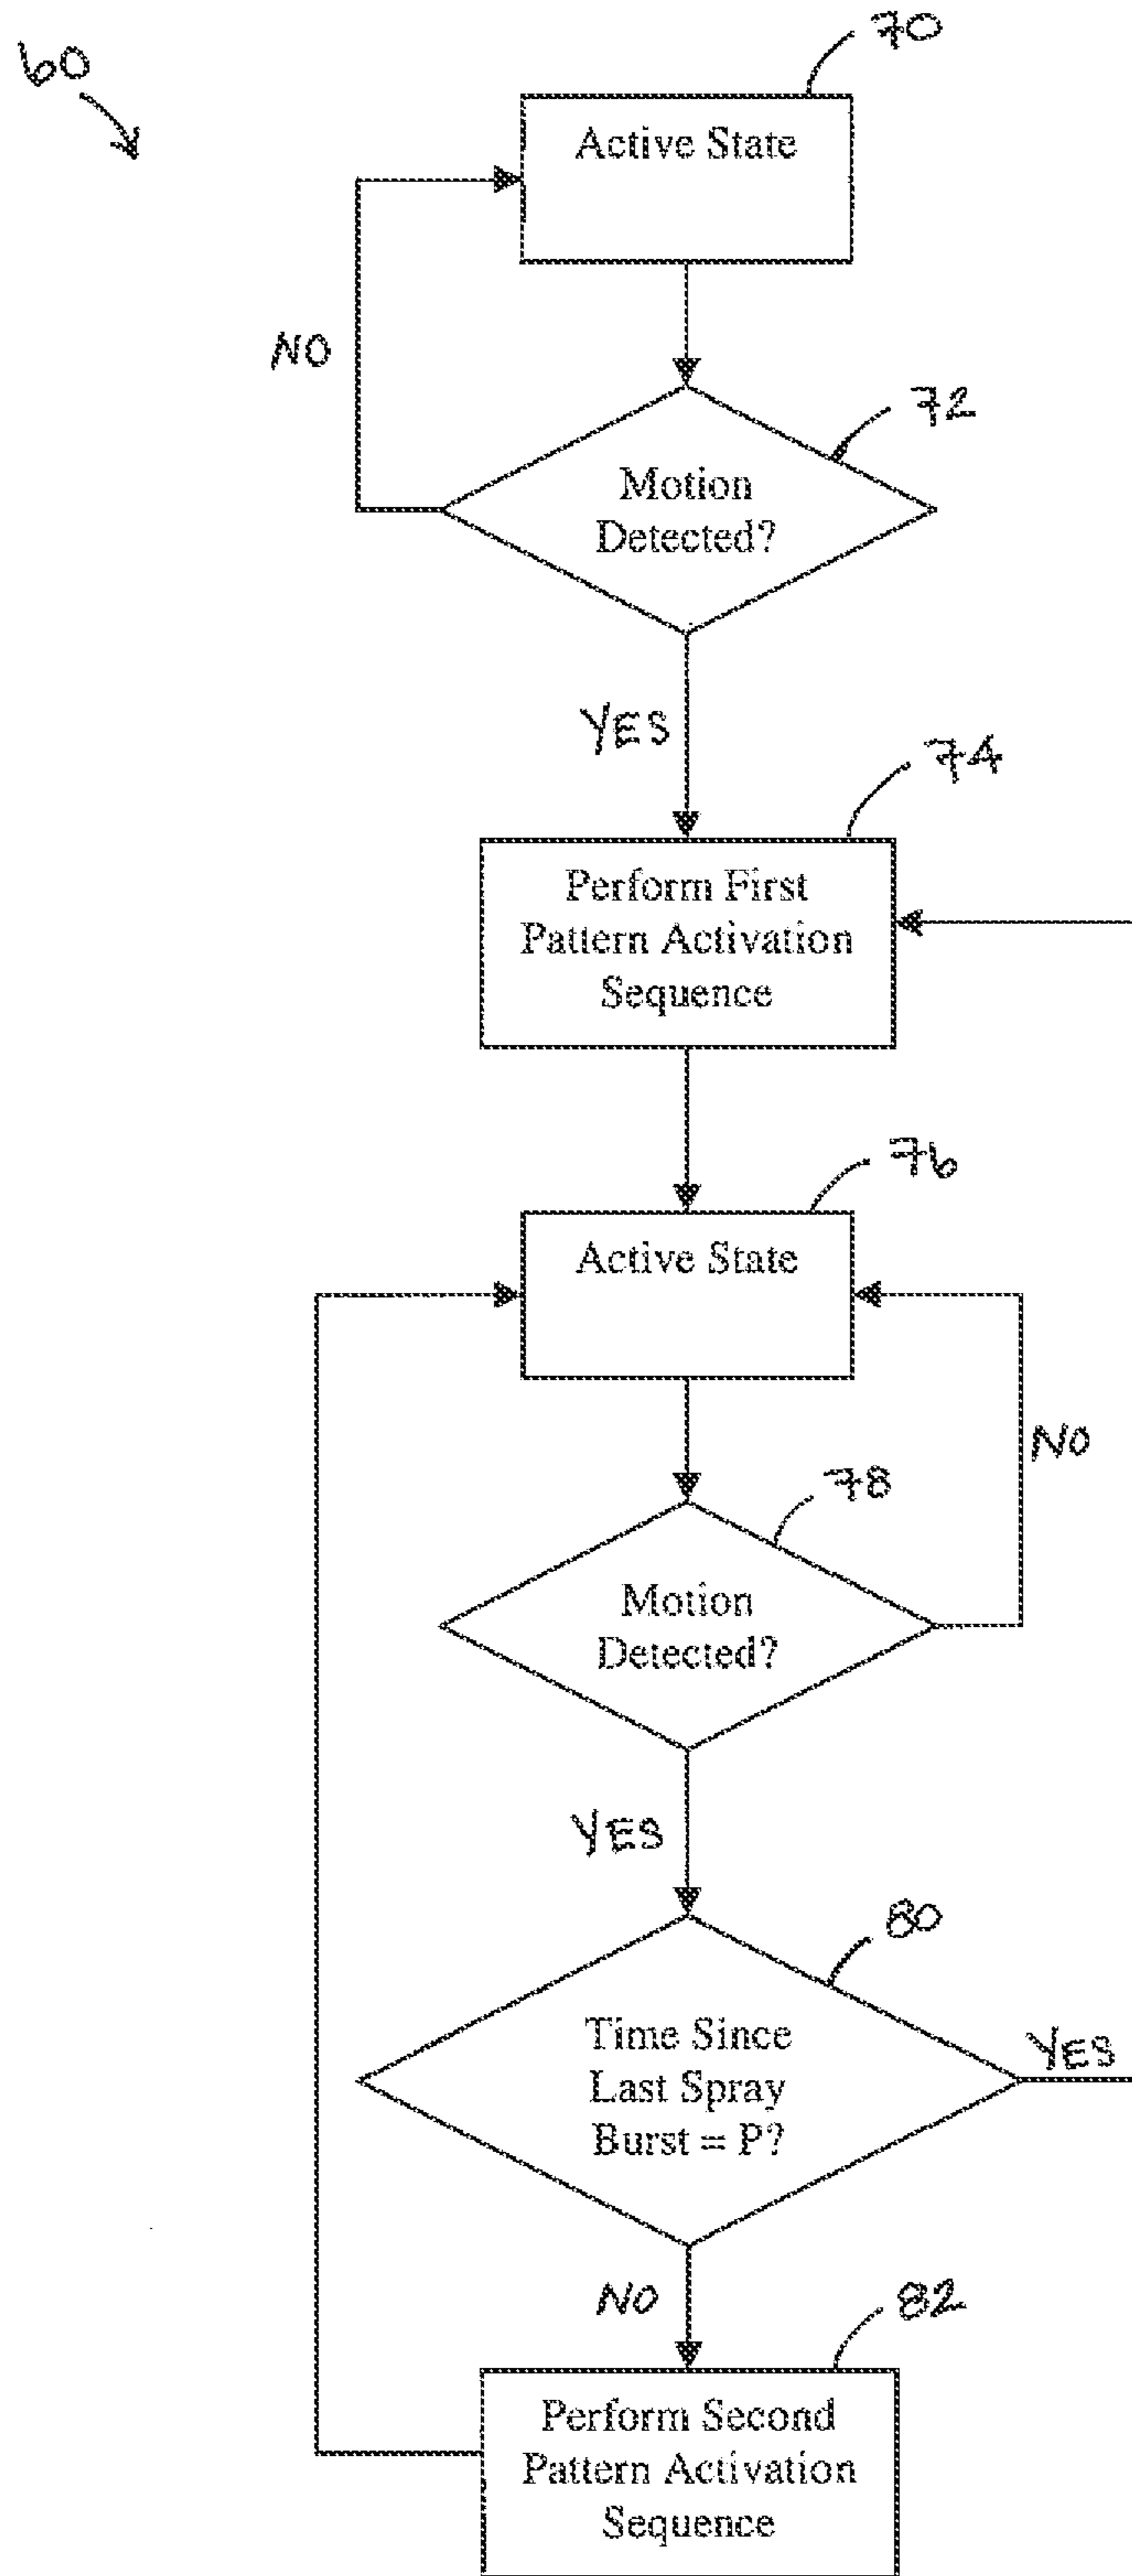 60
70
Active State
NO
72
Motion
Detected?
YES
74
Perform First
Pattern Activation
Sequence
76
Active State
NO
78
Motion
Detected?
YES
80
Time Since
Last Spray
Burst = P?
YES
NO
82
Perform Second
Pattern Activation
Sequence